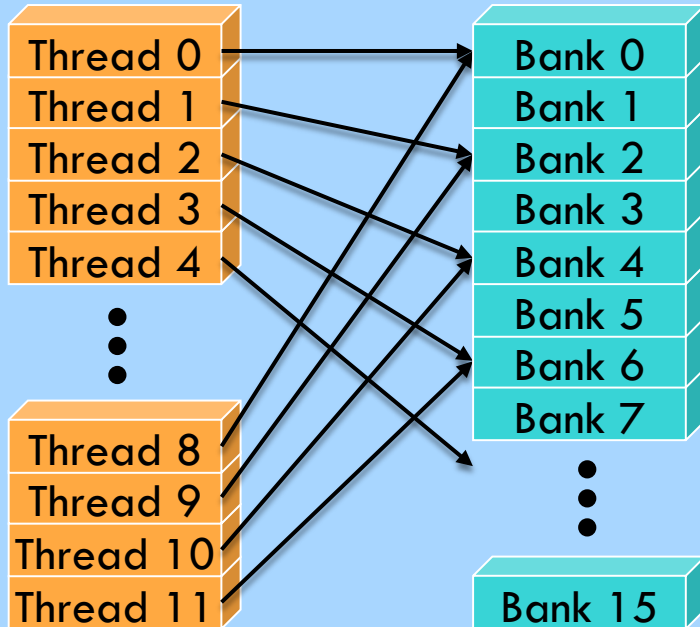 Thread 0
Thread 1
Thread 2
Thread 3
Thread 4
Thread 8
Thread 9
Thread 10
Thread 11
Bank 0
Bank 1
Bank 2
Bank 3
Bank 4
Bank 5
Bank 6
Bank 7
Bank 15